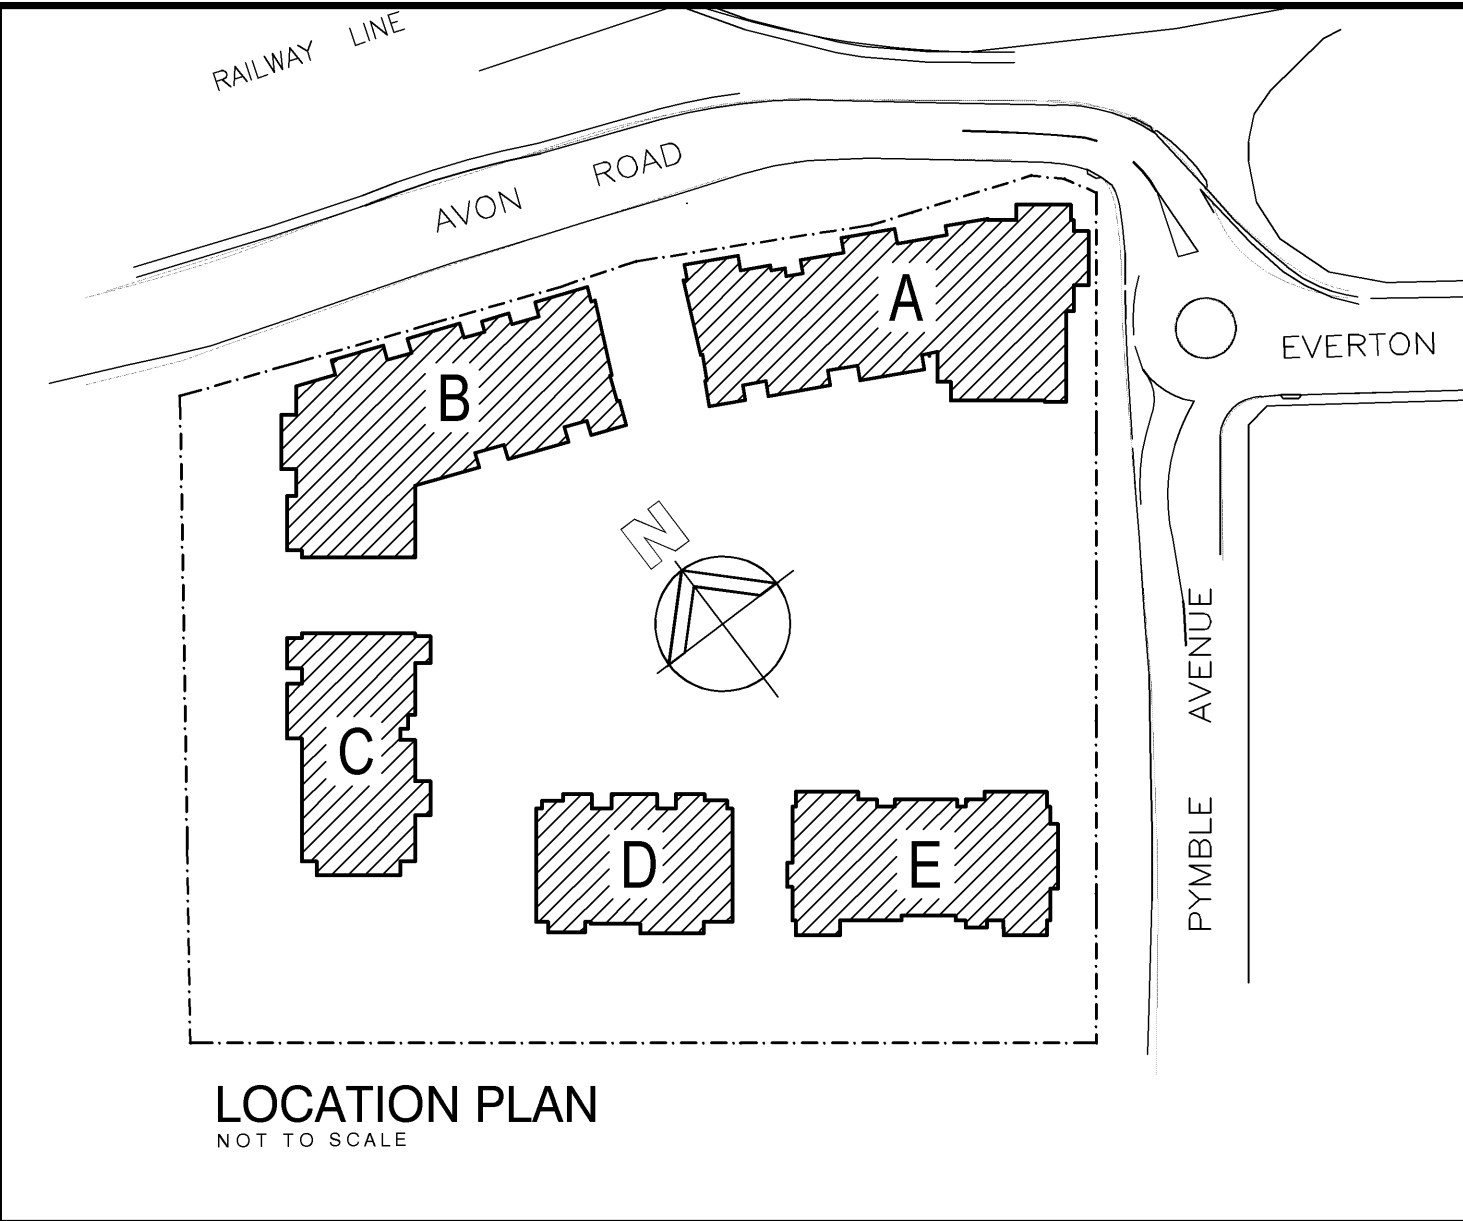 RAILWAY LINE
AVON ROAD
A
B
EVERTON
N
C
D
E
PYMBLE AVENUE
LOCATION PLAN
NOT TO SCALE